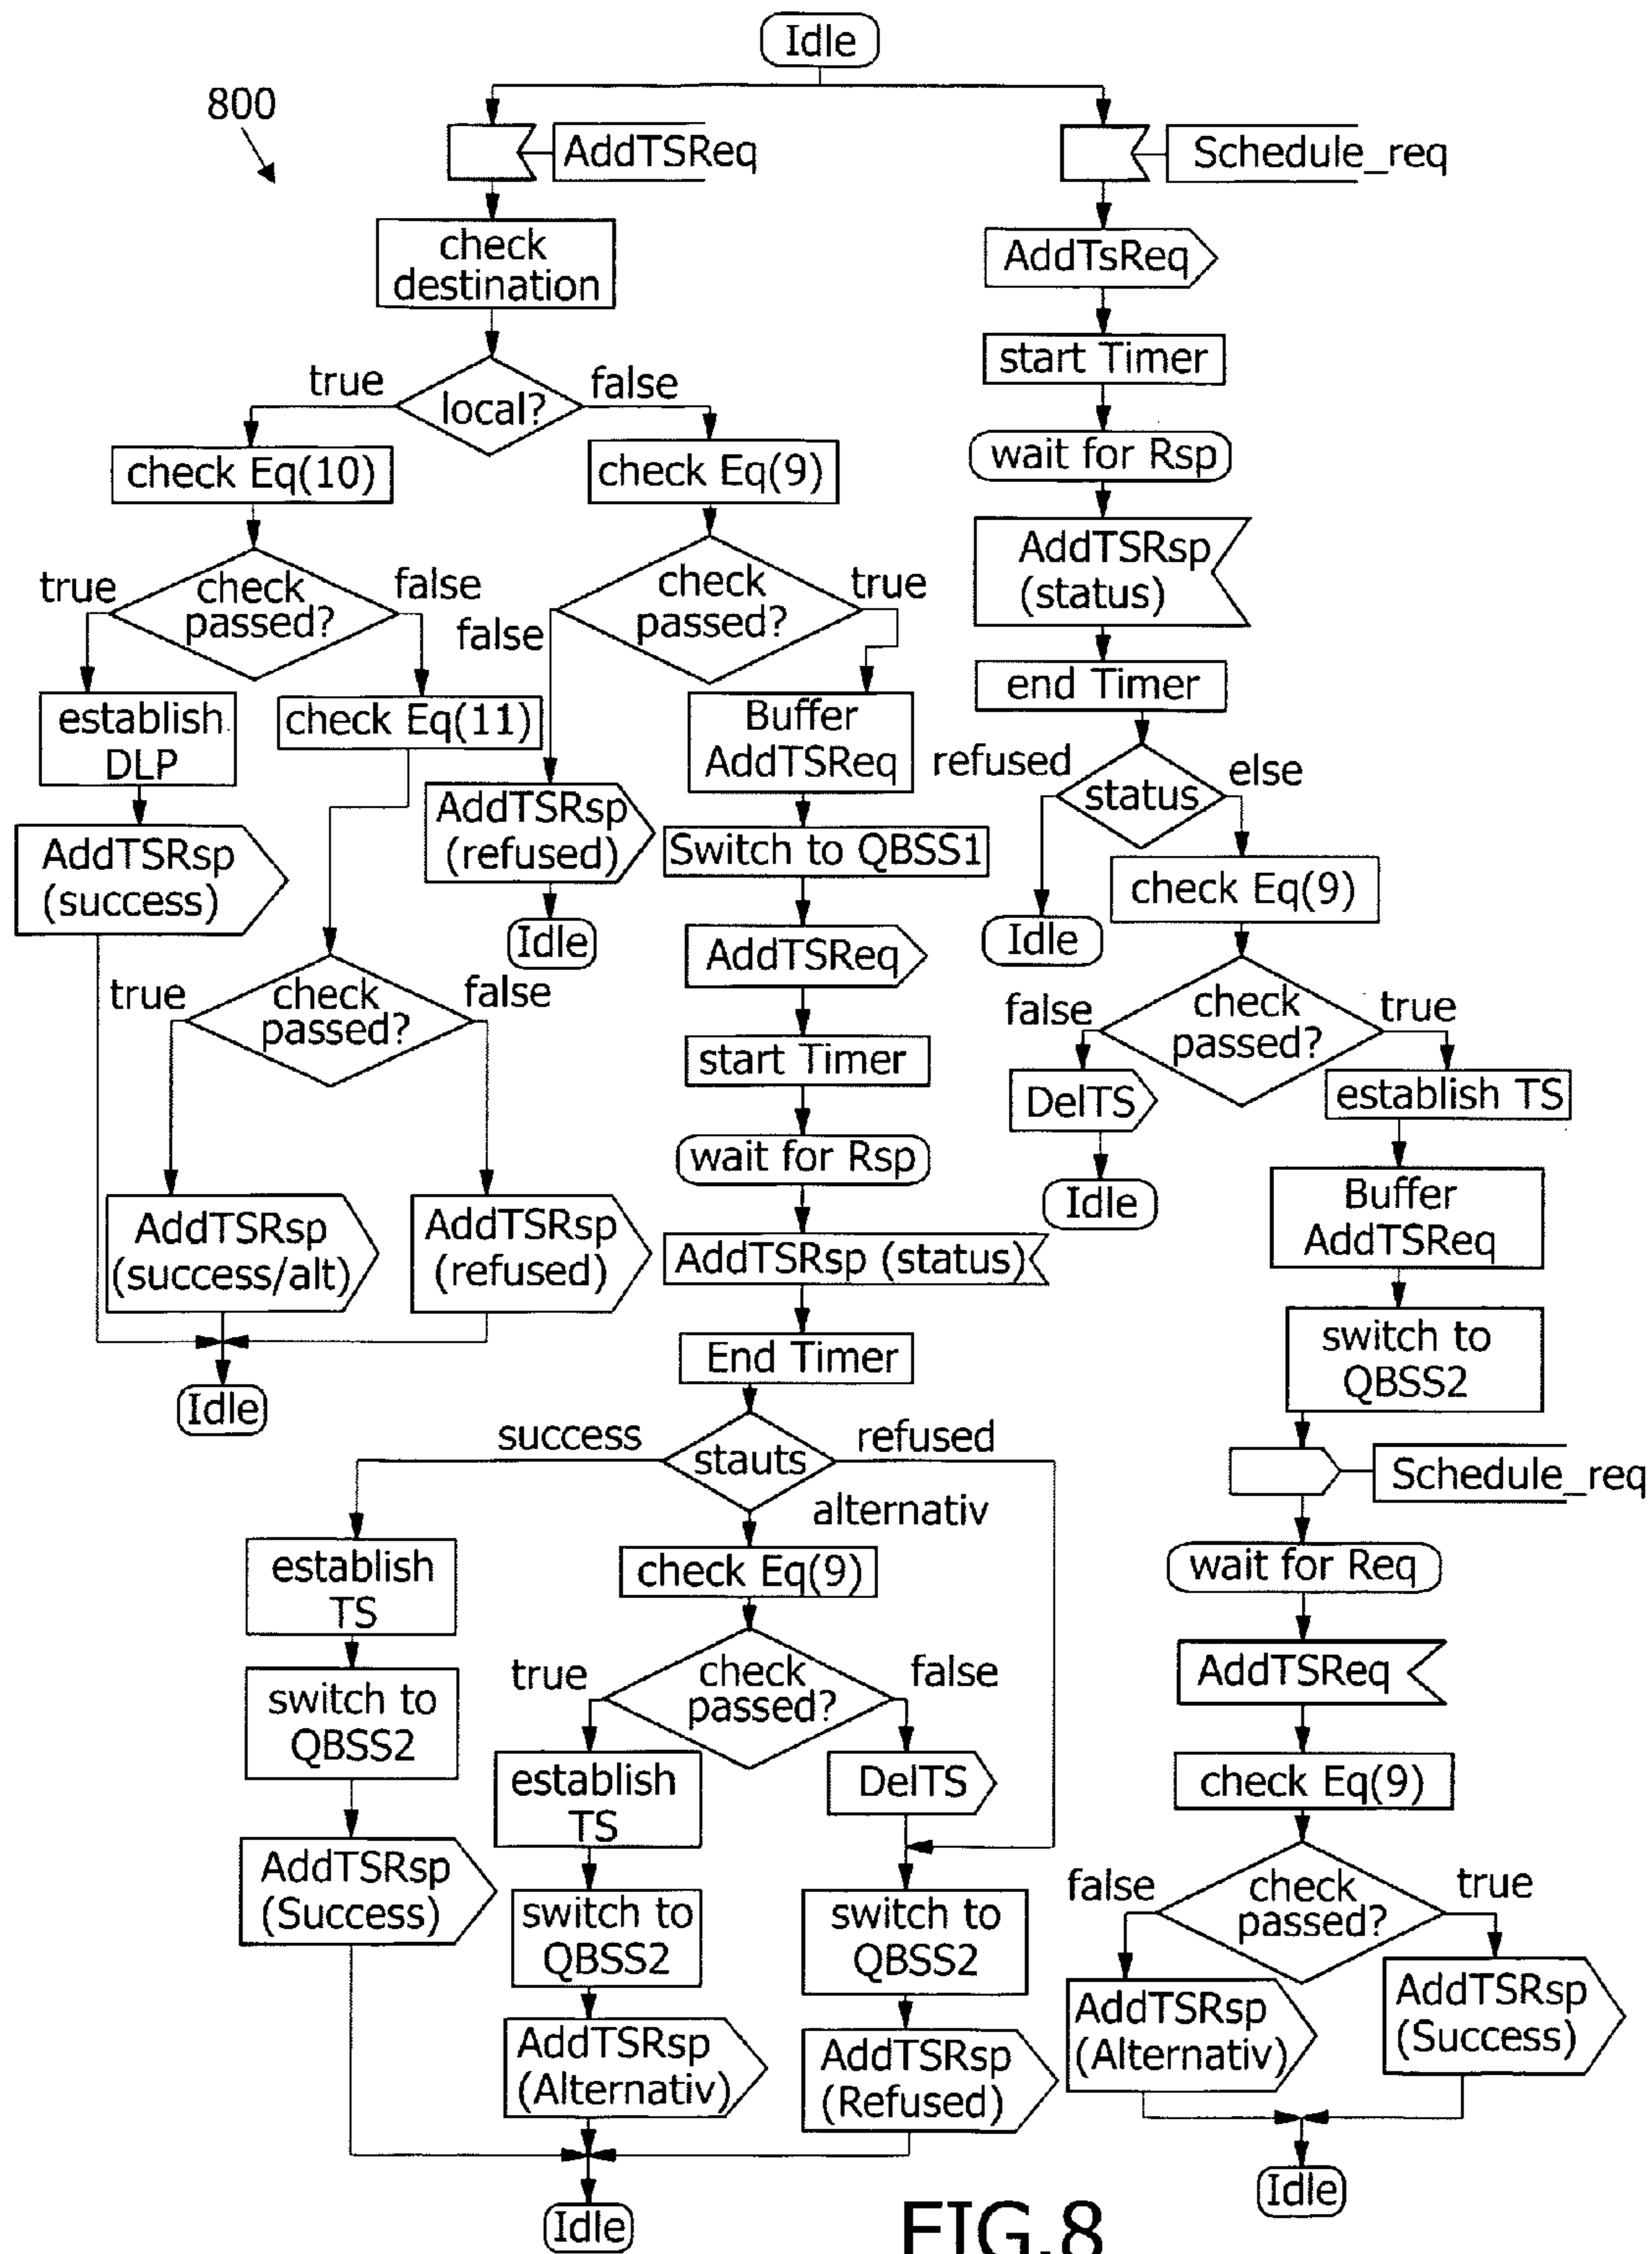 Idle
800
AddTSReq
Schedule_req
check
destination
AddTsReq
start Timer
true
false
local?
check Eq(10)
check Eq(9)
wait for Rsp
AddTSRsp
(status)
true
check
passed?
false
false
check
passed?
true
end Timer
establish
DLP
check Eq(11)
Buffer
AddTSReq
refused
status
else
AddTSRsp
(success)
AddTSRsp
(refused)
Switch to QBSS1
check Eq(9)
Idle
Idle
AddTSReq
true
check
passed?
false
false
check
passed?
true
start Timer
DelTS
establish TS
wait for Rsp
Idle
Buffer
AddTSReq
AddTSRsp
(success/alt)
AddTSRsp
(refused)
AddTSRsp (status)
End Timer
switch to
QBSS2
Idle
success
stauts
refused
alternativ
Schedule_req
wait for Req
establish
TS
check Eq(9)
AddTSReq
switch to
QBSS2
true
check
passed?
false
check Eq(9)
establish
TS
DelTS
AddTSRsp
(Success)
false
check
passed?
true
switch to
QBSS2
switch to
QBSS2
AddTSRsp
(Alternativ)
AddTSRsp
(Success)
AddTSRsp
(Alternativ)
AddTSRsp
(Refused)
Idle
Idle
FIG.8